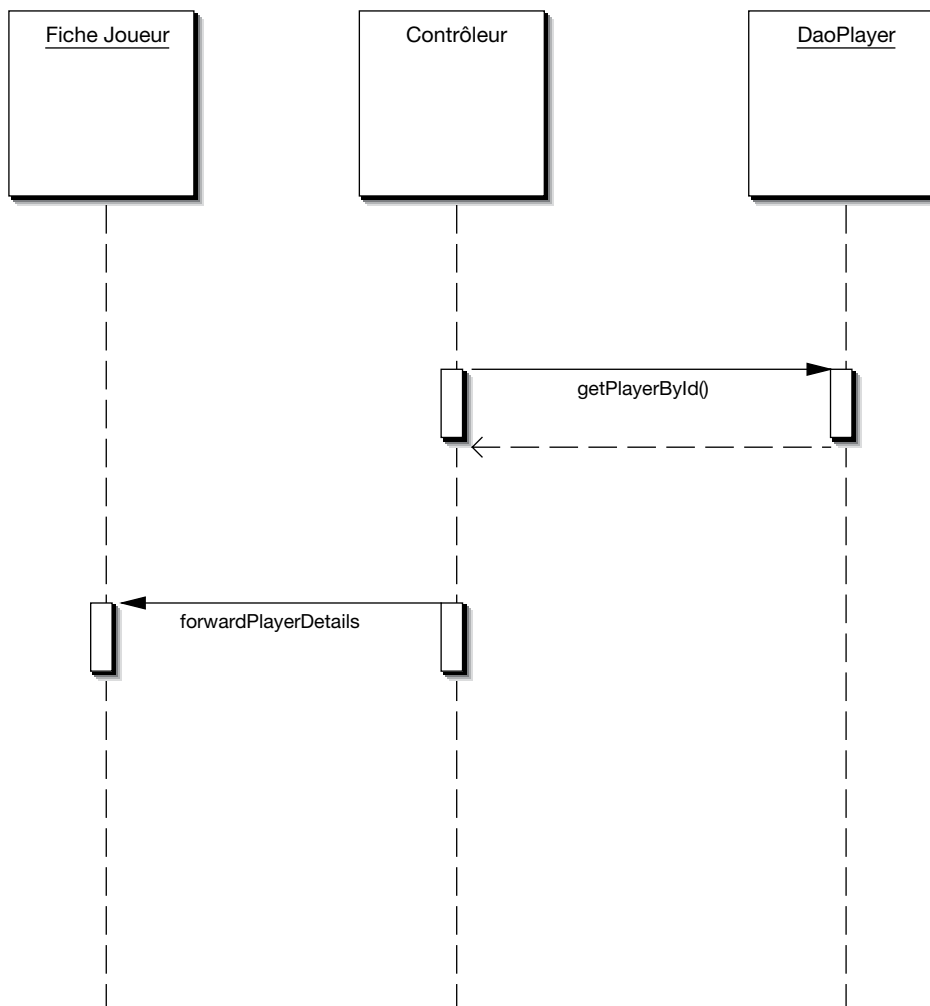 Fiche Joueur
Contrôleur
DaoPlayer
getPlayerById()
forwardPlayerDetails